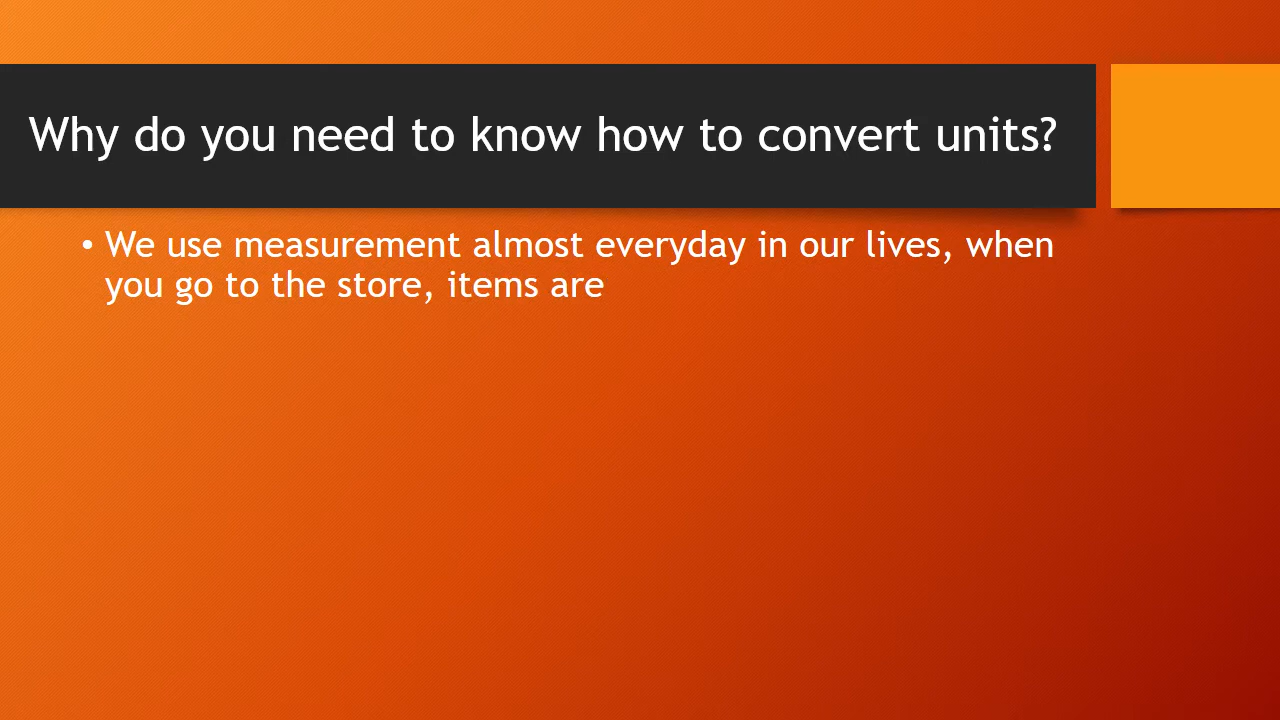 Why do you need to know how to convert units?
• We use measurement almost everyday in our lives, when
you go to the store, items are